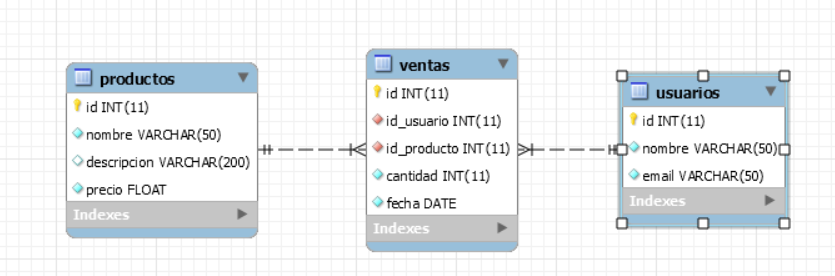 productos
id INT(11)
nombre VARCHAR(50)
descripcion VARCHAR(200)
precio FLOAT
Indexes
ventas
id INT(11)
id_usuario INT(11)
id_producto INT(11)
cantidad INT(11)
fecha DATE
Indexes
usuarios
id INT(11)
nombre VARCHAR(50)
email VARCHAR(50)
Indexes